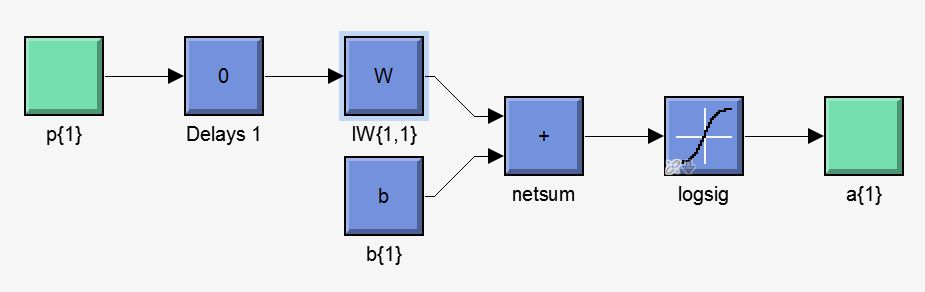 0
W
p{1}
Delays 1
IW{1,1}
+
b
netsum
logsig
a{1}
b{1}